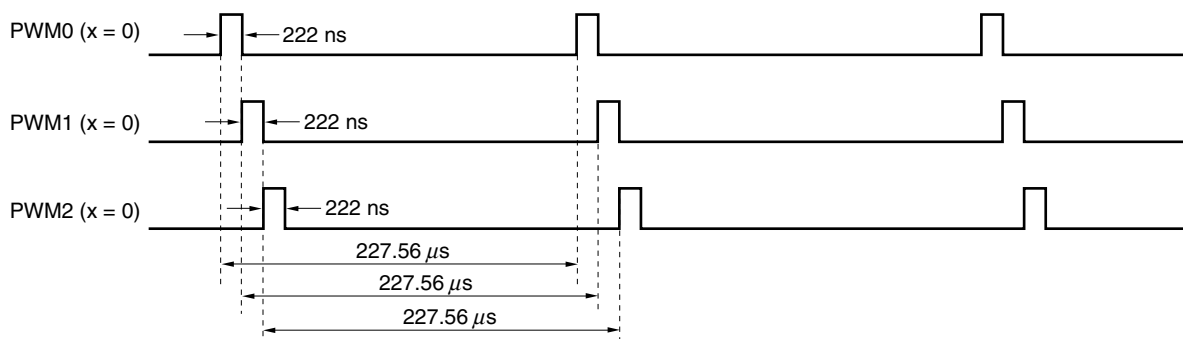 PWM0 (x = 0)
222 ns
PWM1 (x = 0)
222 ns
PWM2 (x = 0)
222 ns
227.56 μs
227.56 μs
227.56 μs